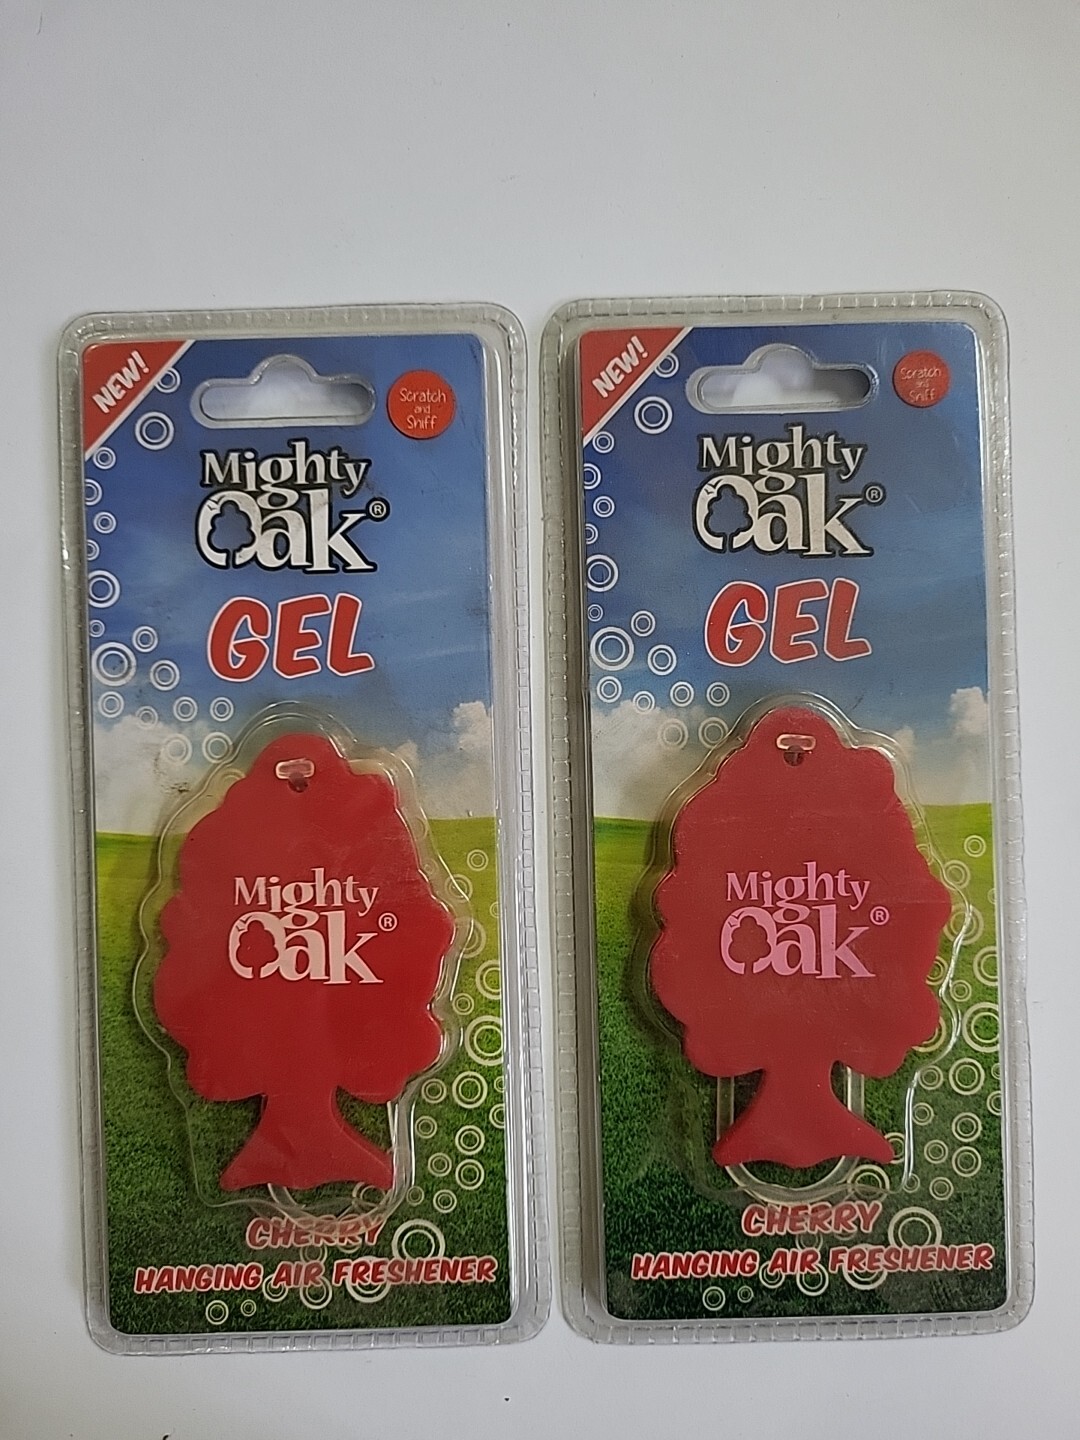 NEW!
Scratch
and
Sniff
Mighty
Oak®
GEL
Mighty
Oak®
CHERRY
HANGING AIR FRESHENER
NEW!
Scratch
and
Sniff
Mighty
Oak®
GEL
Mighty
Oak®
CHERRY
HANGING AIR FRESHENER